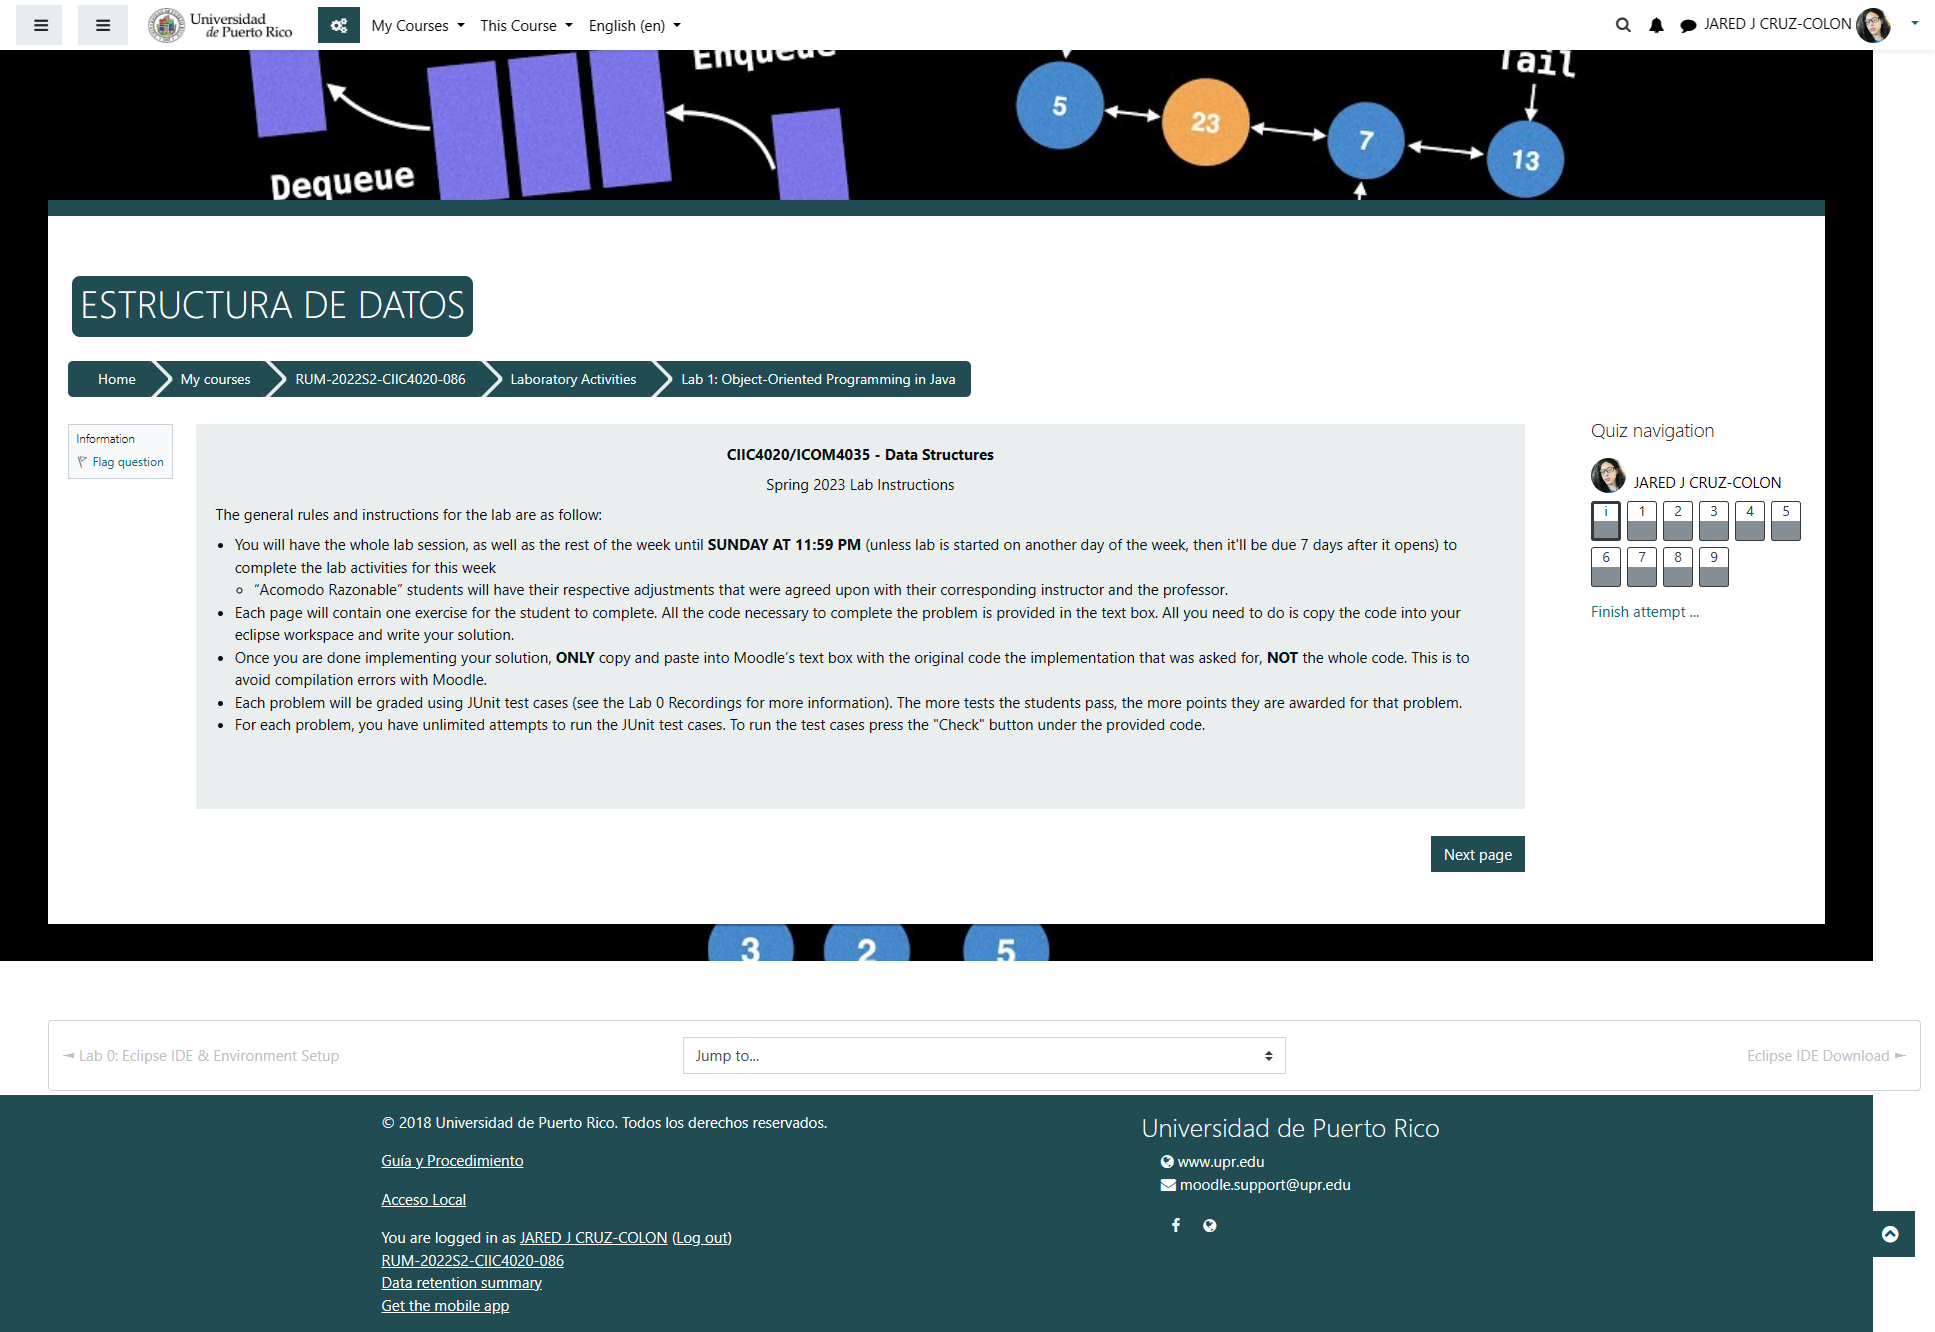 Universidad
de Puerto Rico
My Courses
This Course
English (en)
JARED J CRUZ-COLON
Enqueue
Dequeue
5
23
7
13
Tail
ESTRUCTURA DE DATOS
Home
My courses
RUM-2022S2-CIIC4020-086
Laboratory Activities
Lab 1: Object-Oriented Programming in Java
Information
Flag question
CIIC4020/ICOM4035 - Data Structures
Spring 2023 Lab Instructions
The general rules and instructions for the lab are as follow:
• You will have the whole lab session, as well as the rest of the week until SUNDAY AT 11:59 PM (unless lab is started on another day of the week, then it'll be due 7 days after it opens) to
complete the lab activities for this week
◦ “Acomodo Razonable” students will have their respective adjustments that were agreed upon with their corresponding instructor and the professor.
• Each page will contain one exercise for the student to complete. All the code necessary to complete the problem is provided in the text box. All you need to do is copy the code into your
eclipse workspace and write your solution.
• Once you are done implementing your solution, ONLY copy and paste into Moodle’s text box with the original code the implementation that was asked for, NOT the whole code. This is to
avoid compilation errors with Moodle.
• Each problem will be graded using JUnit test cases (see the Lab 0 Recordings for more information). The more tests the students pass, the more points they are awarded for that problem.
• For each problem, you have unlimited attempts to run the JUnit test cases. To run the test cases press the "Check" button under the provided code.
Next page
Quiz navigation
JARED J CRUZ-COLON
i 1 2 3 4 5
6 7 8 9
Finish attempt ...
3 2 5
◄ Lab 0: Eclipse IDE & Environment Setup
Jump to...
Eclipse IDE Download ►
© 2018 Universidad de Puerto Rico. Todos los derechos reservados.
Guía y Procedimiento
Acceso Local
You are logged in as JARED J CRUZ-COLON (Log out)
RUM-2022S2-CIIC4020-086
Data retention summary
Get the mobile app
Universidad de Puerto Rico
www.upr.edu
moodle.support@upr.edu